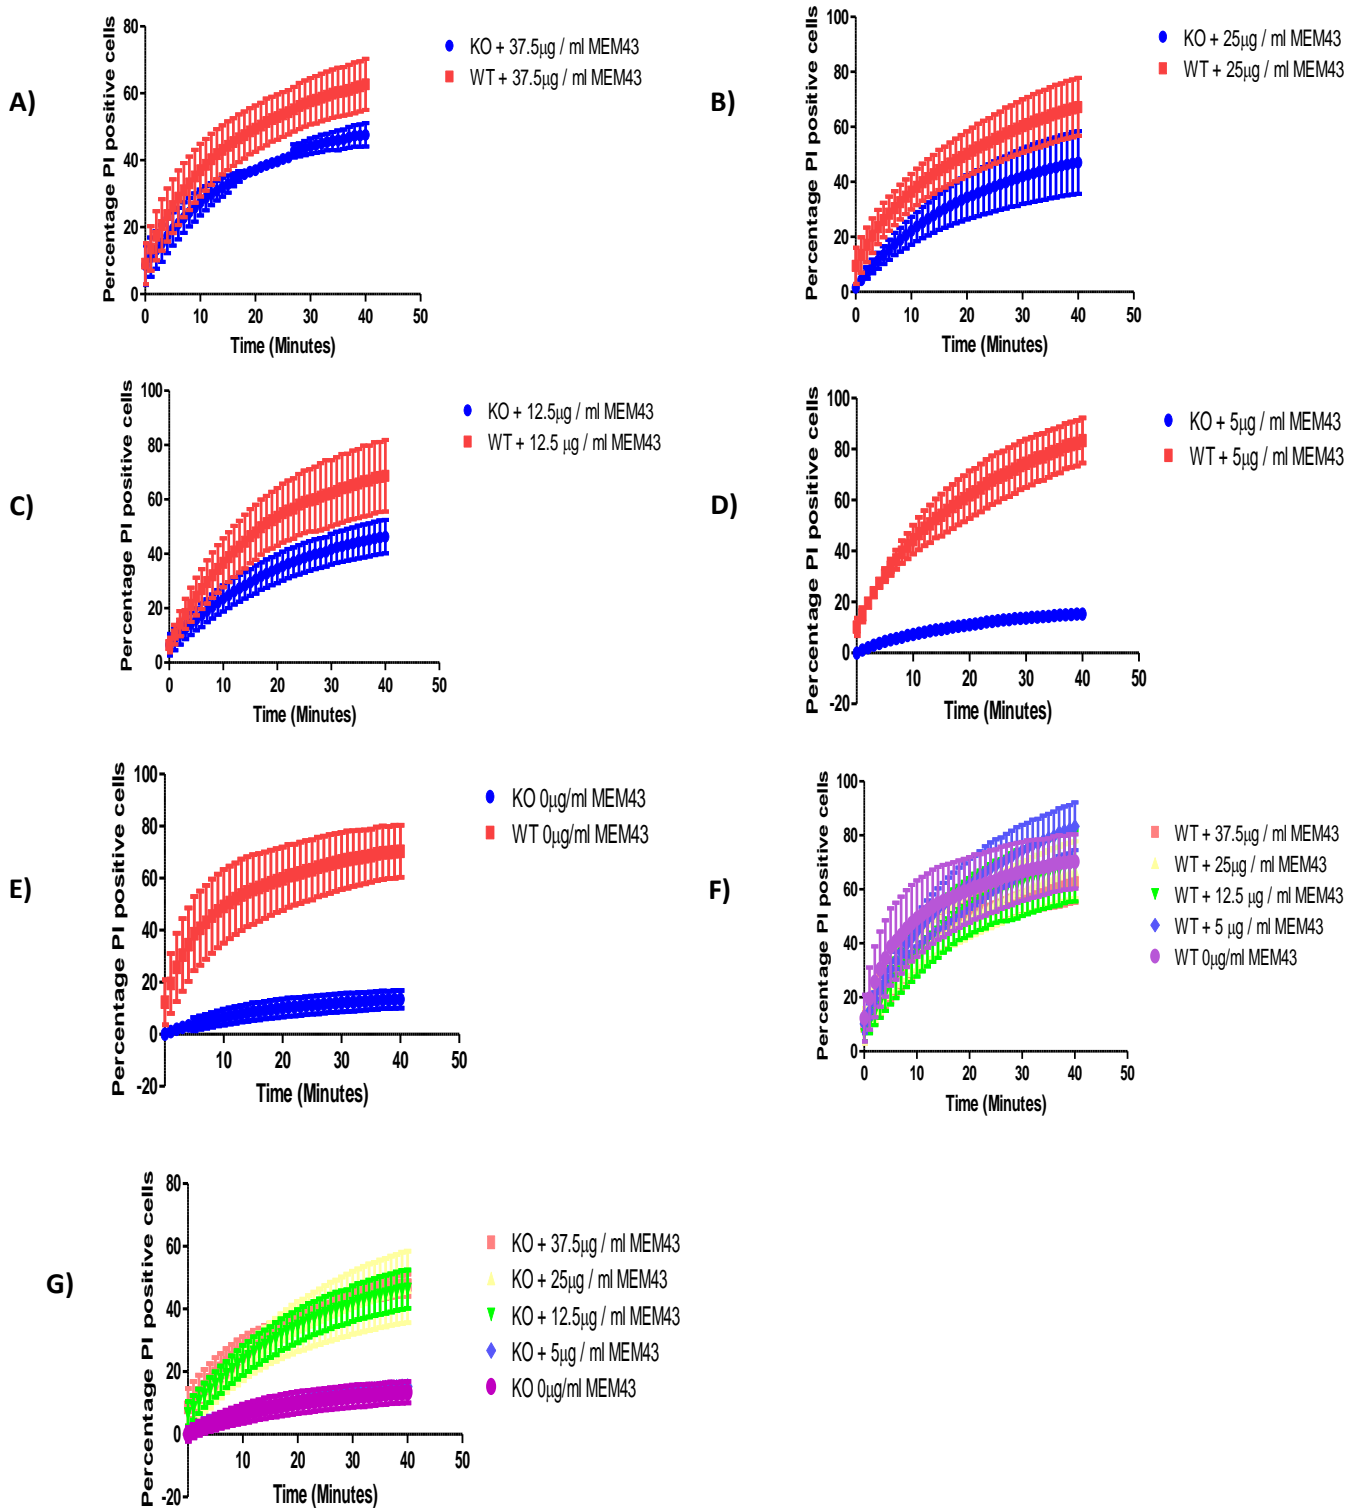 A)
Percentage PI positive cells
80
60
40
20
0
0 10 20 30 40 50
Time (Minutes)
KO + 37.5μg / ml MEM43
WT + 37.5μg / ml MEM43
B)
Percentage PI positive cells
100
80
60
40
20
0
0 10 20 30 40 50
Time (Minutes)
KO + 25μg / ml MEM43
WT + 25μg / ml MEM43
C)
Percentage PI positive cells
100
80
60
40
20
0
0 10 20 30 40 50
Time (Minutes)
KO + 12.5μg / ml MEM43
WT + 12.5 μg / ml MEM43
D)
Percentage PI positive cells
100
80
60
40
20
0
-20
10 20 30 40 50
Time (Minutes)
KO + 5μg / ml MEM43
WT + 5μg / ml MEM43
E)
Percentage PI positive cells
100
80
60
40
20
0
-20
10 20 30 40 50
Time (Minutes)
KO 0μg/ml MEM43
WT 0μg/ml MEM43
F)
Percentage PI positive cells
100
80
60
40
20
0
0 10 20 30 40 50
Time (Minutes)
WT + 37.5μg / ml MEM43
WT + 25μg / ml MEM43
WT + 12.5 μg / ml MEM43
WT + 5 μg / ml MEM43
WT 0μg/ml MEM43
G)
Percentage PI positive cells
80
60
40
20
0
-20
10 20 30 40 50
Time (Minutes)
KO + 37.5μg / ml MEM43
KO + 25μg / ml MEM43
KO + 12.5μg / ml MEM43
KO + 5μg / ml MEM43
KO 0μg/ml MEM43